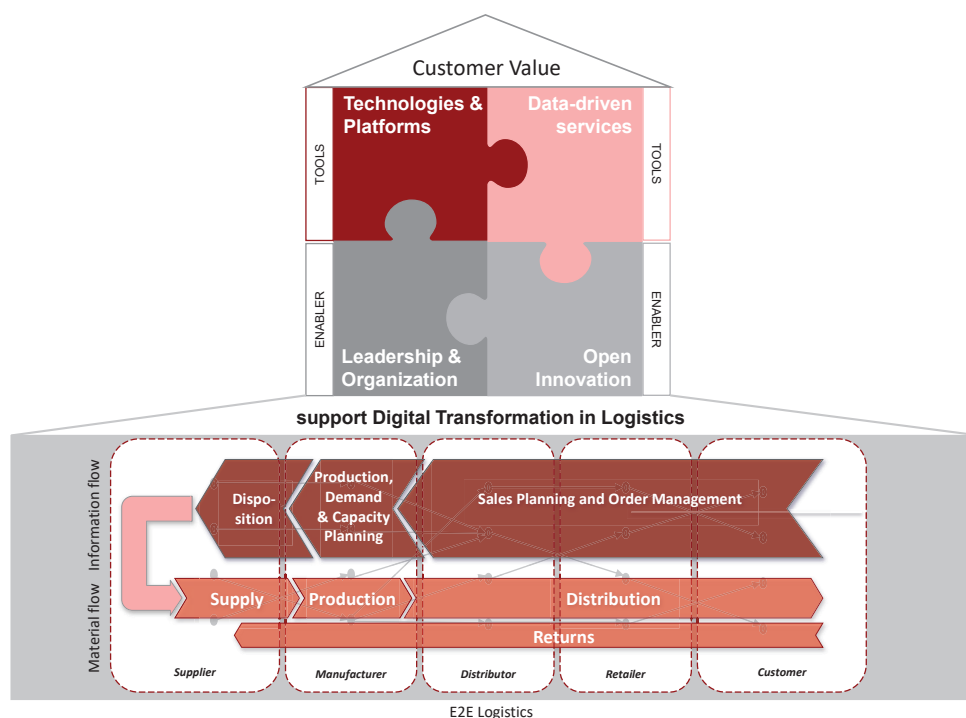 Customer Value
TOOLS
Technologies &
Platforms
Data-driven
services
TOOLS
ENABLER
Leadership &
Organization
Open
Innovation
ENABLER
support Digital Transformation in Logistics
Information flow
Dispo-
sition
Production,
Demand
& Capacity
Planning
Sales Planning and Order Management
Material flow
Supply
Production
Distribution
Returns
Supplier
Manufacturer
Distributor
Retailer
Customer
E2E Logistics